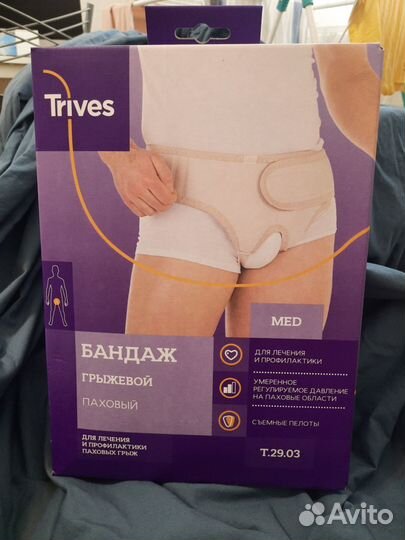 Trives
MED
БАНДАЖ
ГРЫЖЕВОЙ
ПАХОВЫЙ
ДЛЯ ЛЕЧЕНИЯ
И ПРОФИЛАКТИКИ
ПАХОВЫХ ГРЫЖ
ДЛЯ ЛЕЧЕНИЯ
И ПРОФИЛАКТИКИ
УМЕРЕННОЕ
РЕГУЛИРУЕМОЕ ДАВЛЕНИЕ
НА ПАХОВЫЕ ОБЛАСТИ
СЪЕМНЫЕ ПЕЛОТЫ
Т.29.03
Avito